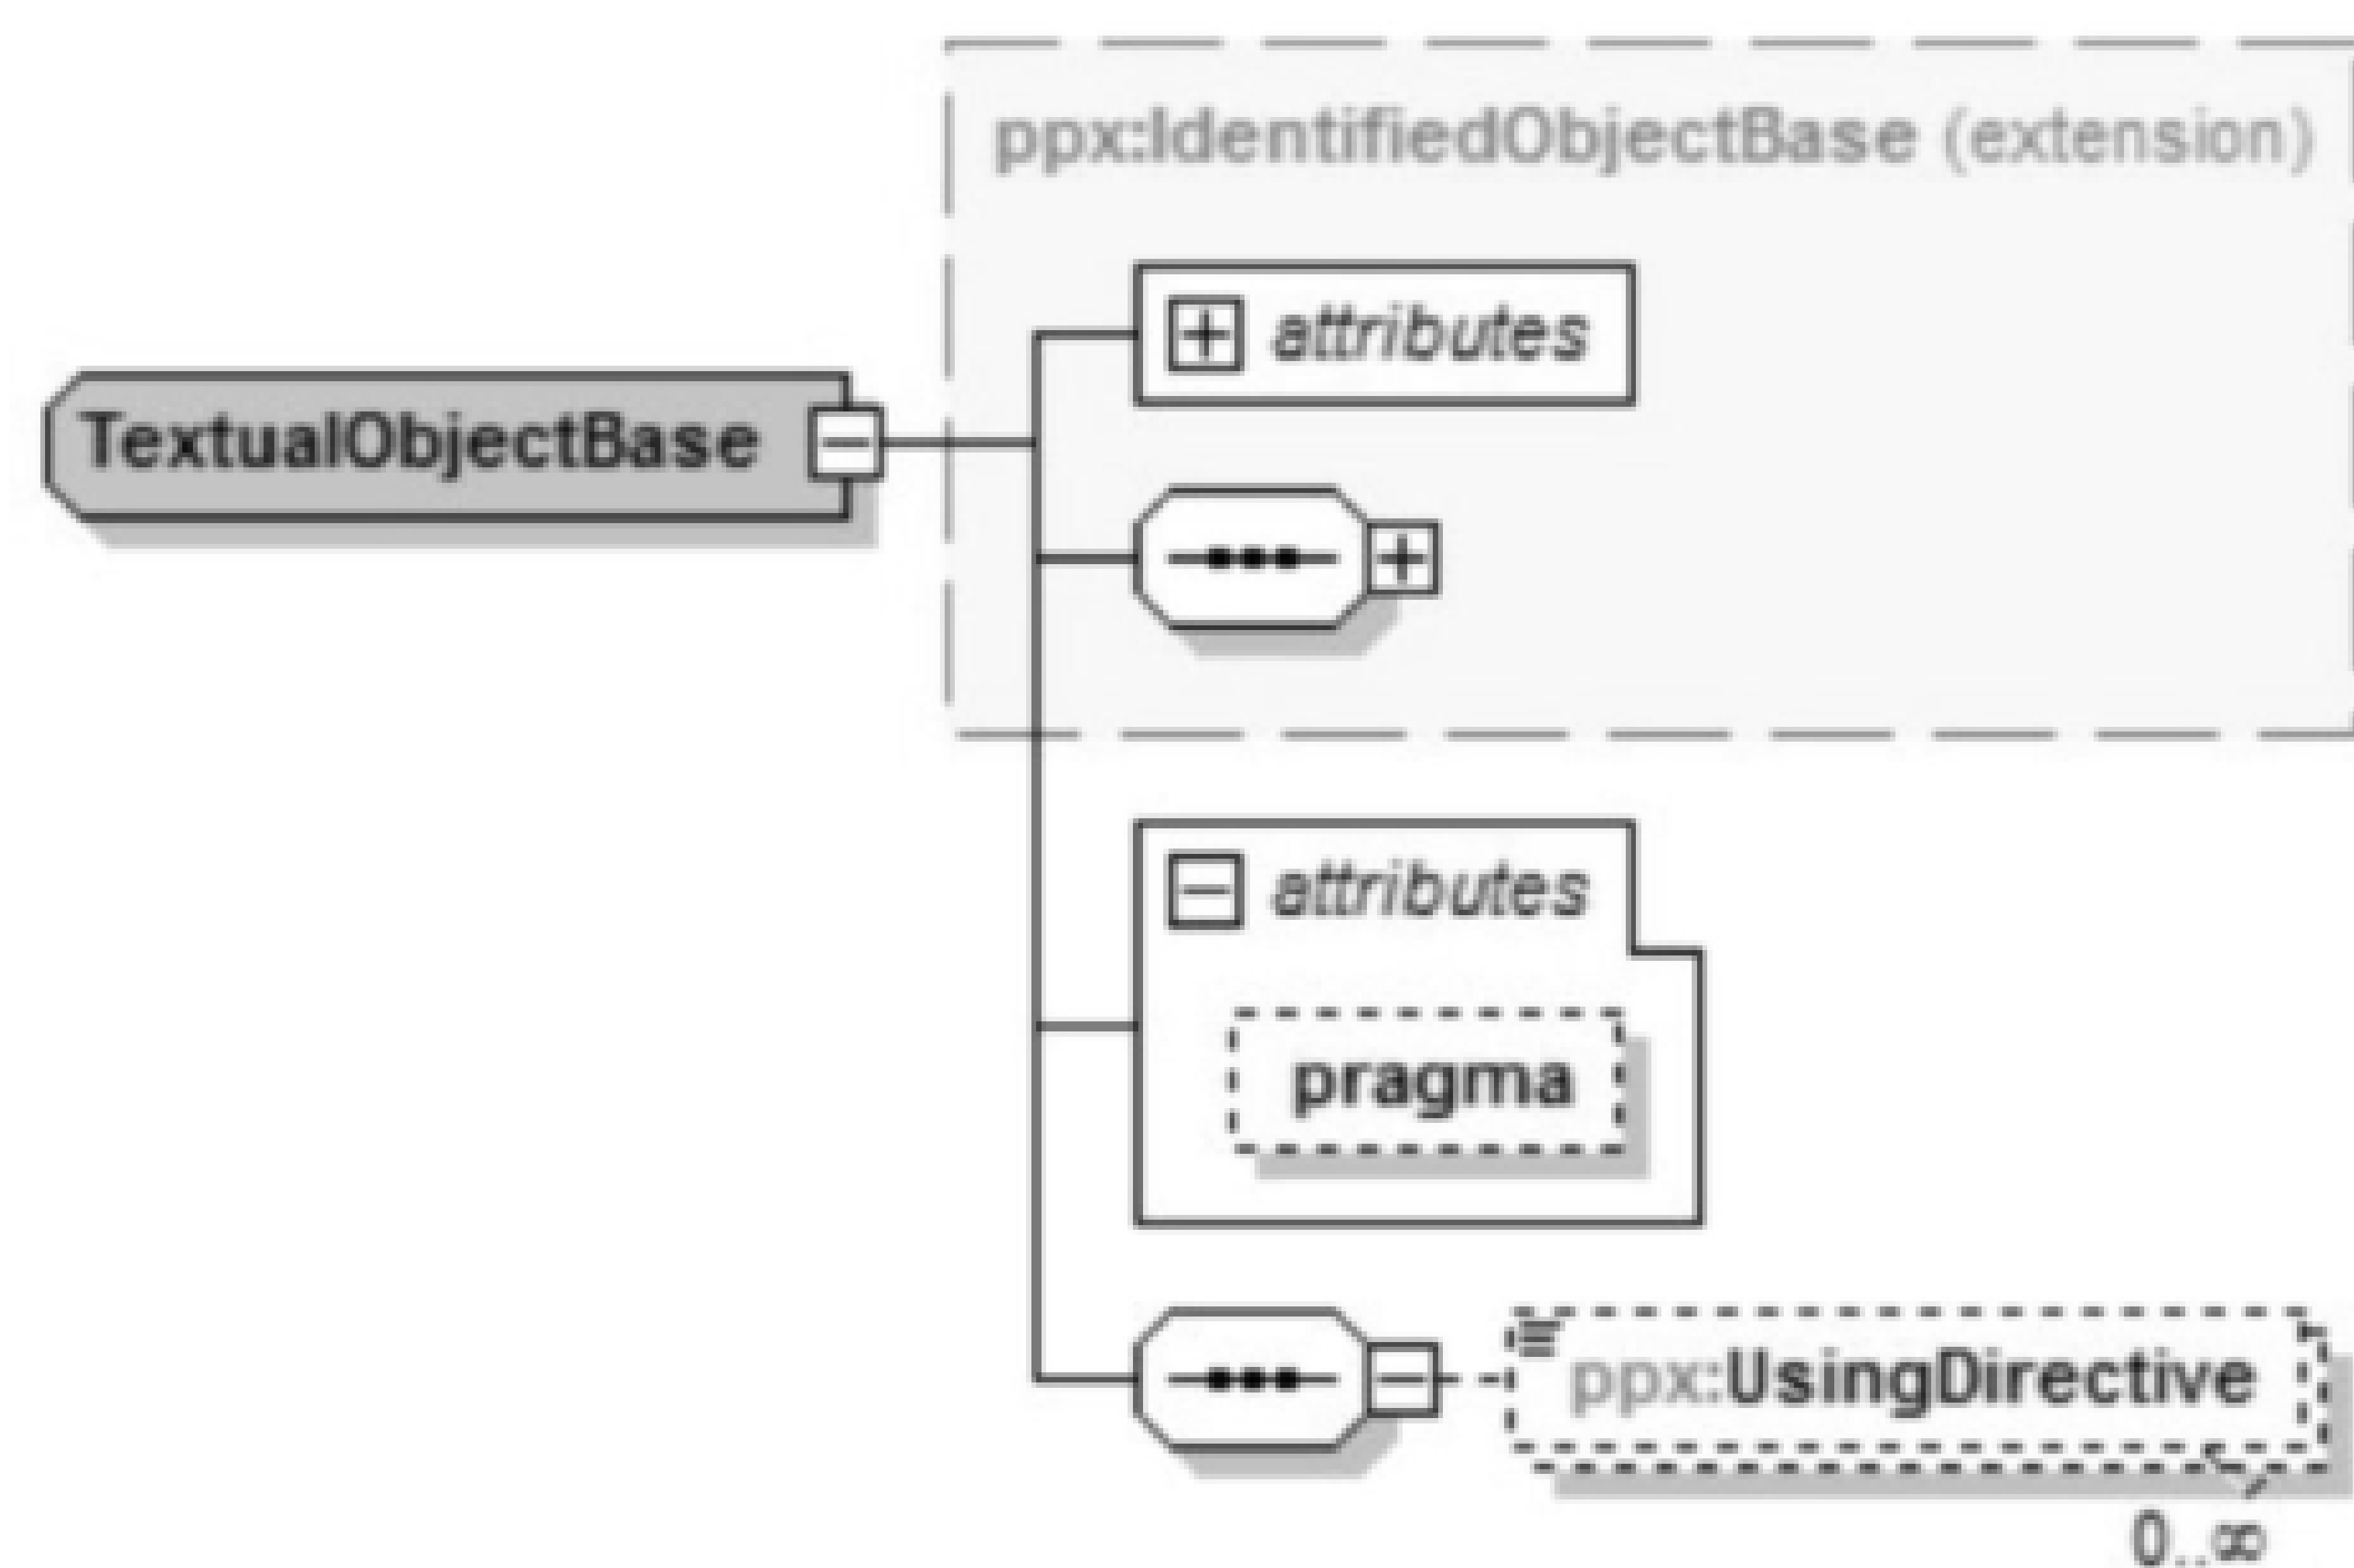 ppx:IdentifiedObjectBase (extension)
attributes
TextualObjectBase
attributes
pragma
ppx:UsingDirective
0..∞